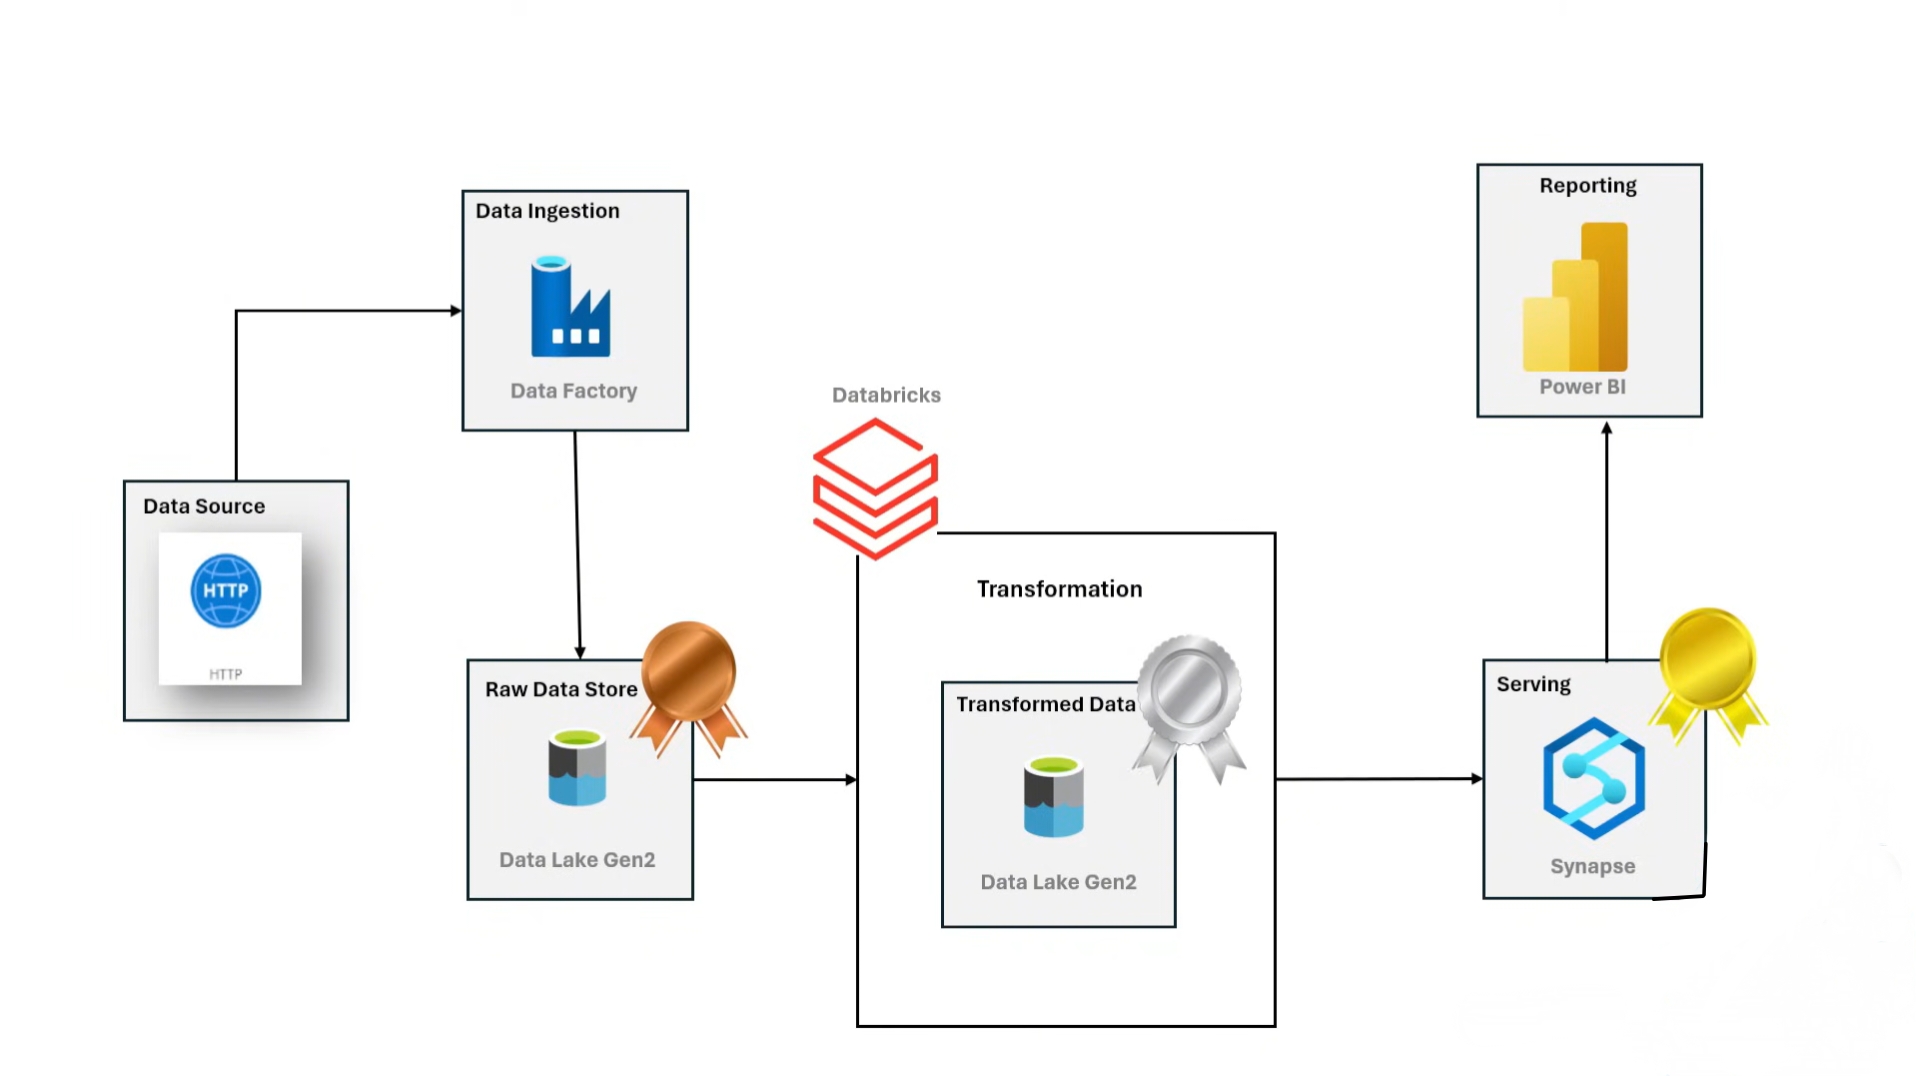 Data Source
HTTP
HTTP
Data Ingestion
Data Factory
Raw Data Store
Data Lake Gen2
Databricks
Transformation
Transformed Data
Data Lake Gen2
Serving
Synapse
Reporting
Power BI